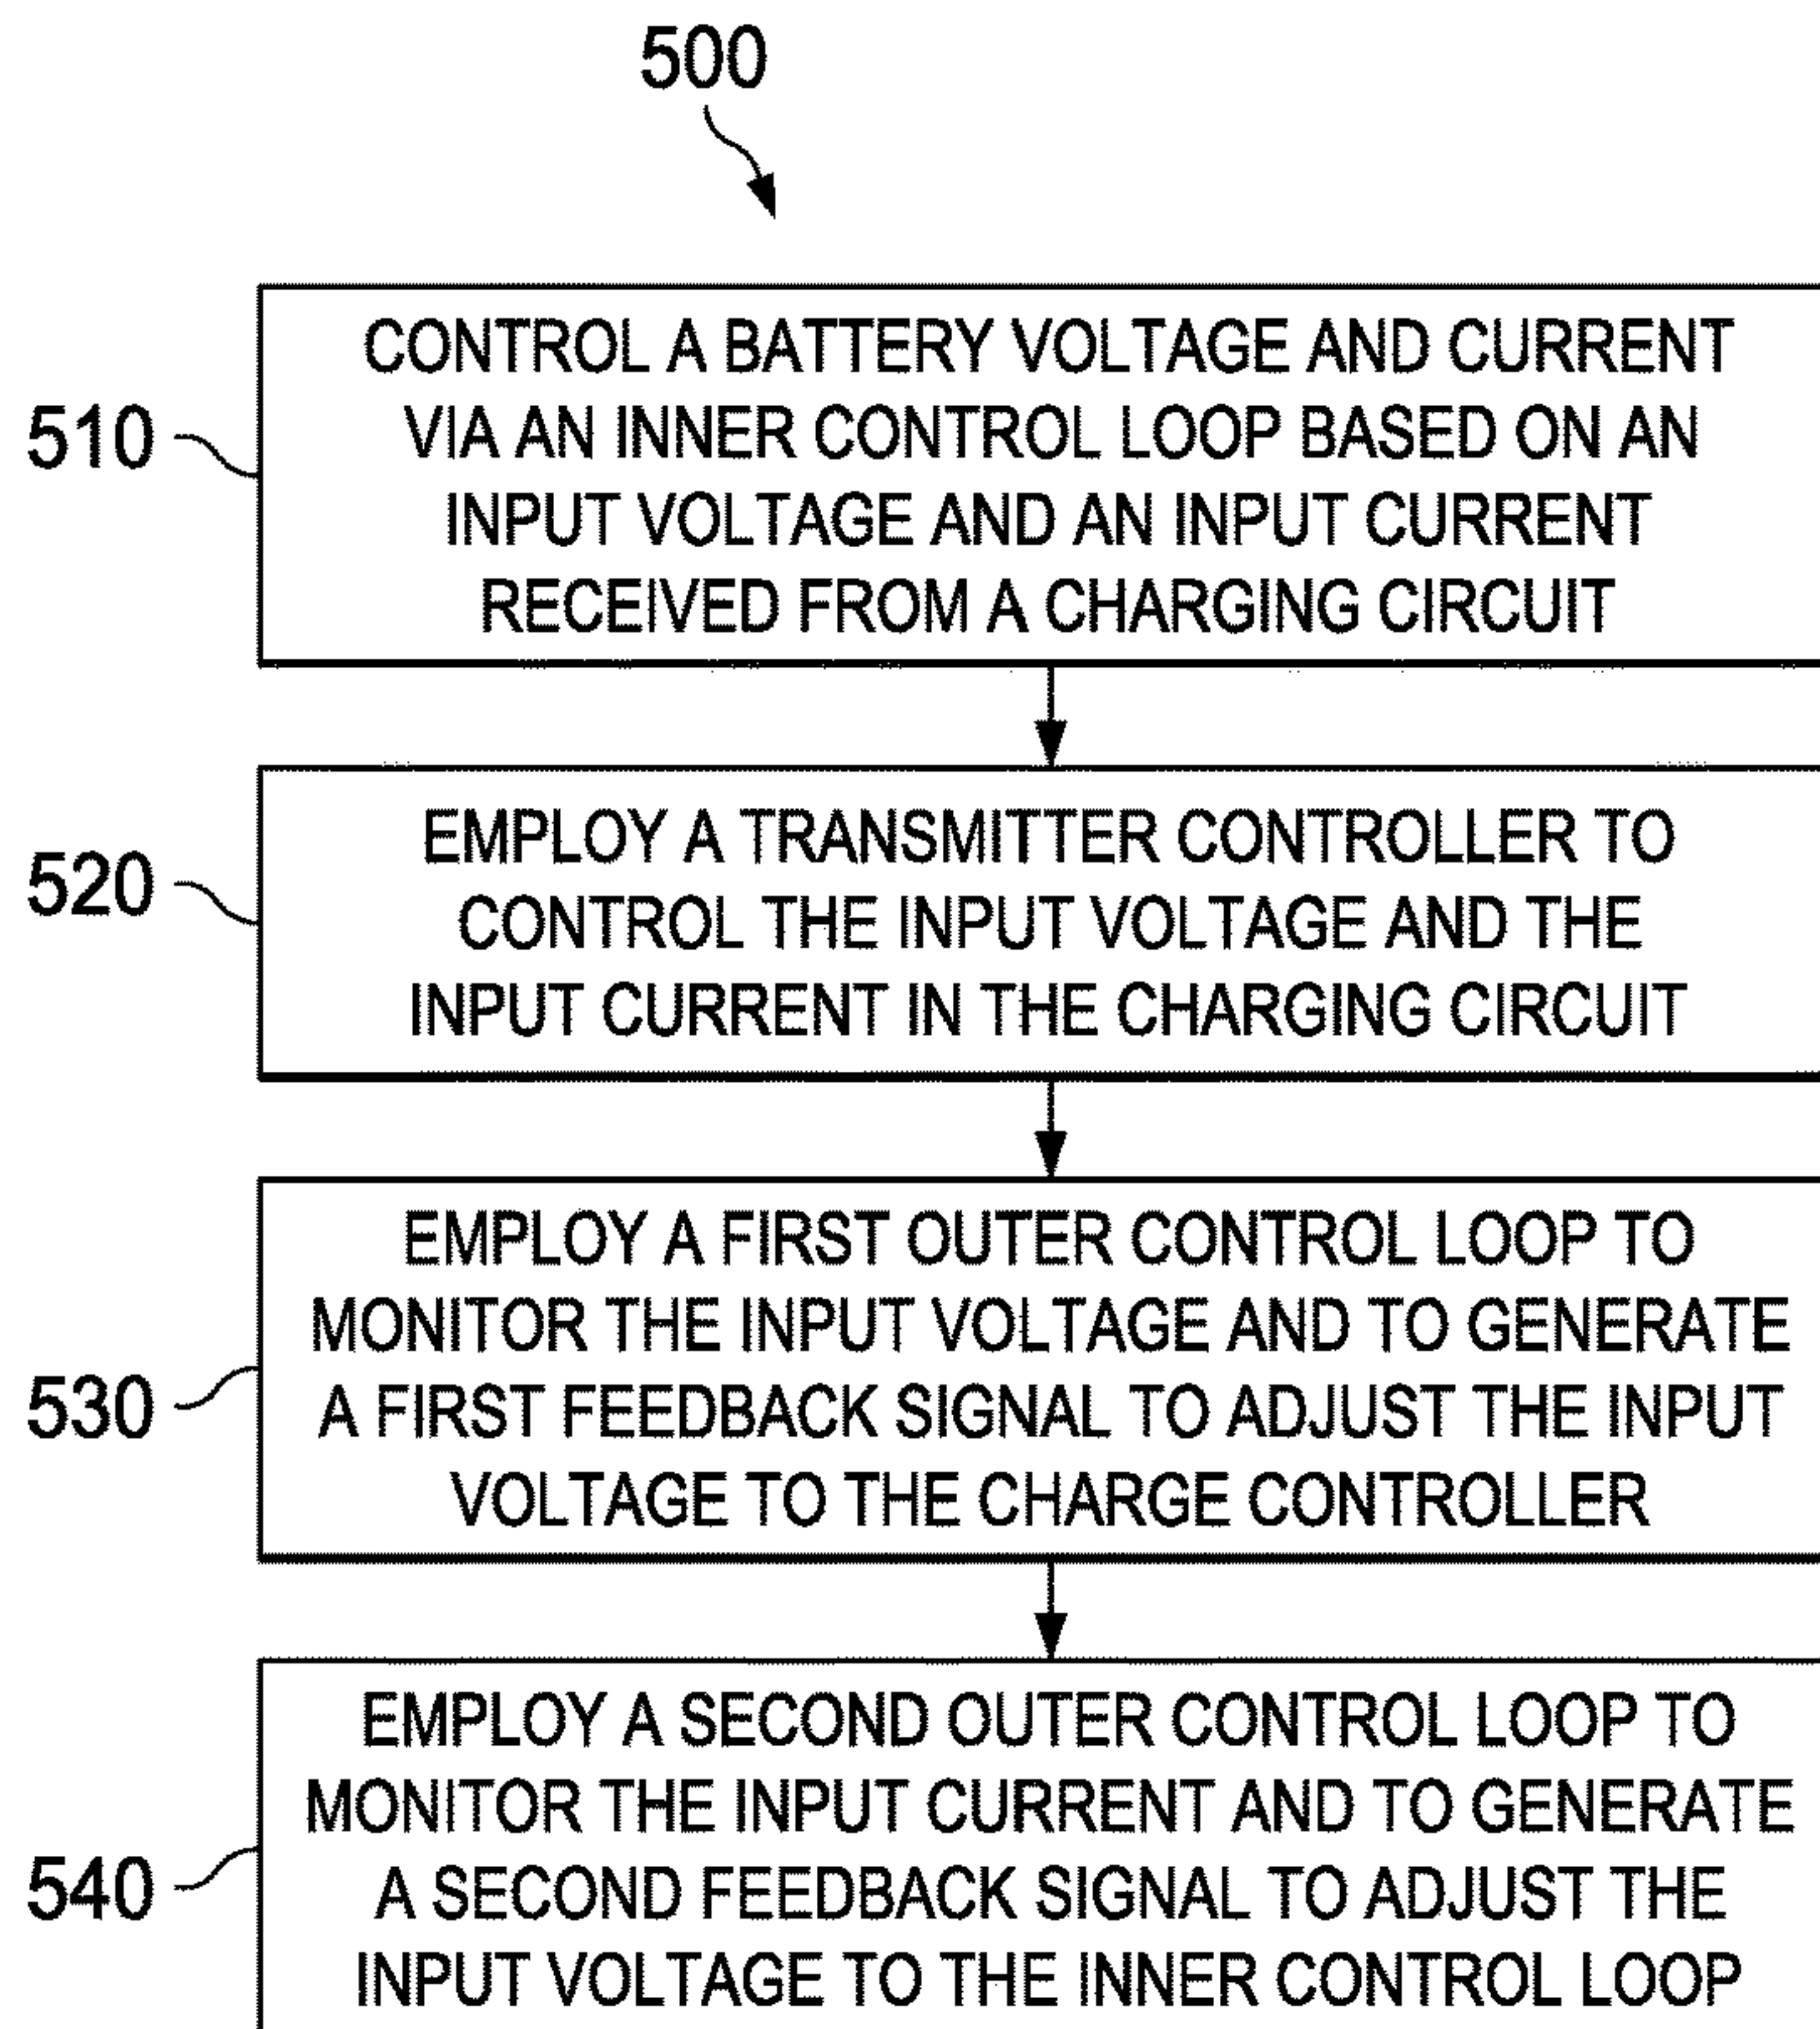 500
510
CONTROL A BATTERY VOLTAGE AND CURRENT
VIA AN INNER CONTROL LOOP BASED ON AN
INPUT VOLTAGE AND AN INPUT CURRENT
RECEIVED FROM A CHARGING CIRCUIT
520
EMPLOY A TRANSMITTER CONTROLLER TO
CONTROL THE INPUT VOLTAGE AND THE
INPUT CURRENT IN THE CHARGING CIRCUIT
530
EMPLOY A FIRST OUTER CONTROL LOOP TO
MONITOR THE INPUT VOLTAGE AND TO GENERATE
A FIRST FEEDBACK SIGNAL TO ADJUST THE INPUT
VOLTAGE TO THE CHARGE CONTROLLER
540
EMPLOY A SECOND OUTER CONTROL LOOP TO
MONITOR THE INPUT CURRENT AND TO GENERATE
A SECOND FEEDBACK SIGNAL TO ADJUST THE
INPUT VOLTAGE TO THE INNER CONTROL LOOP